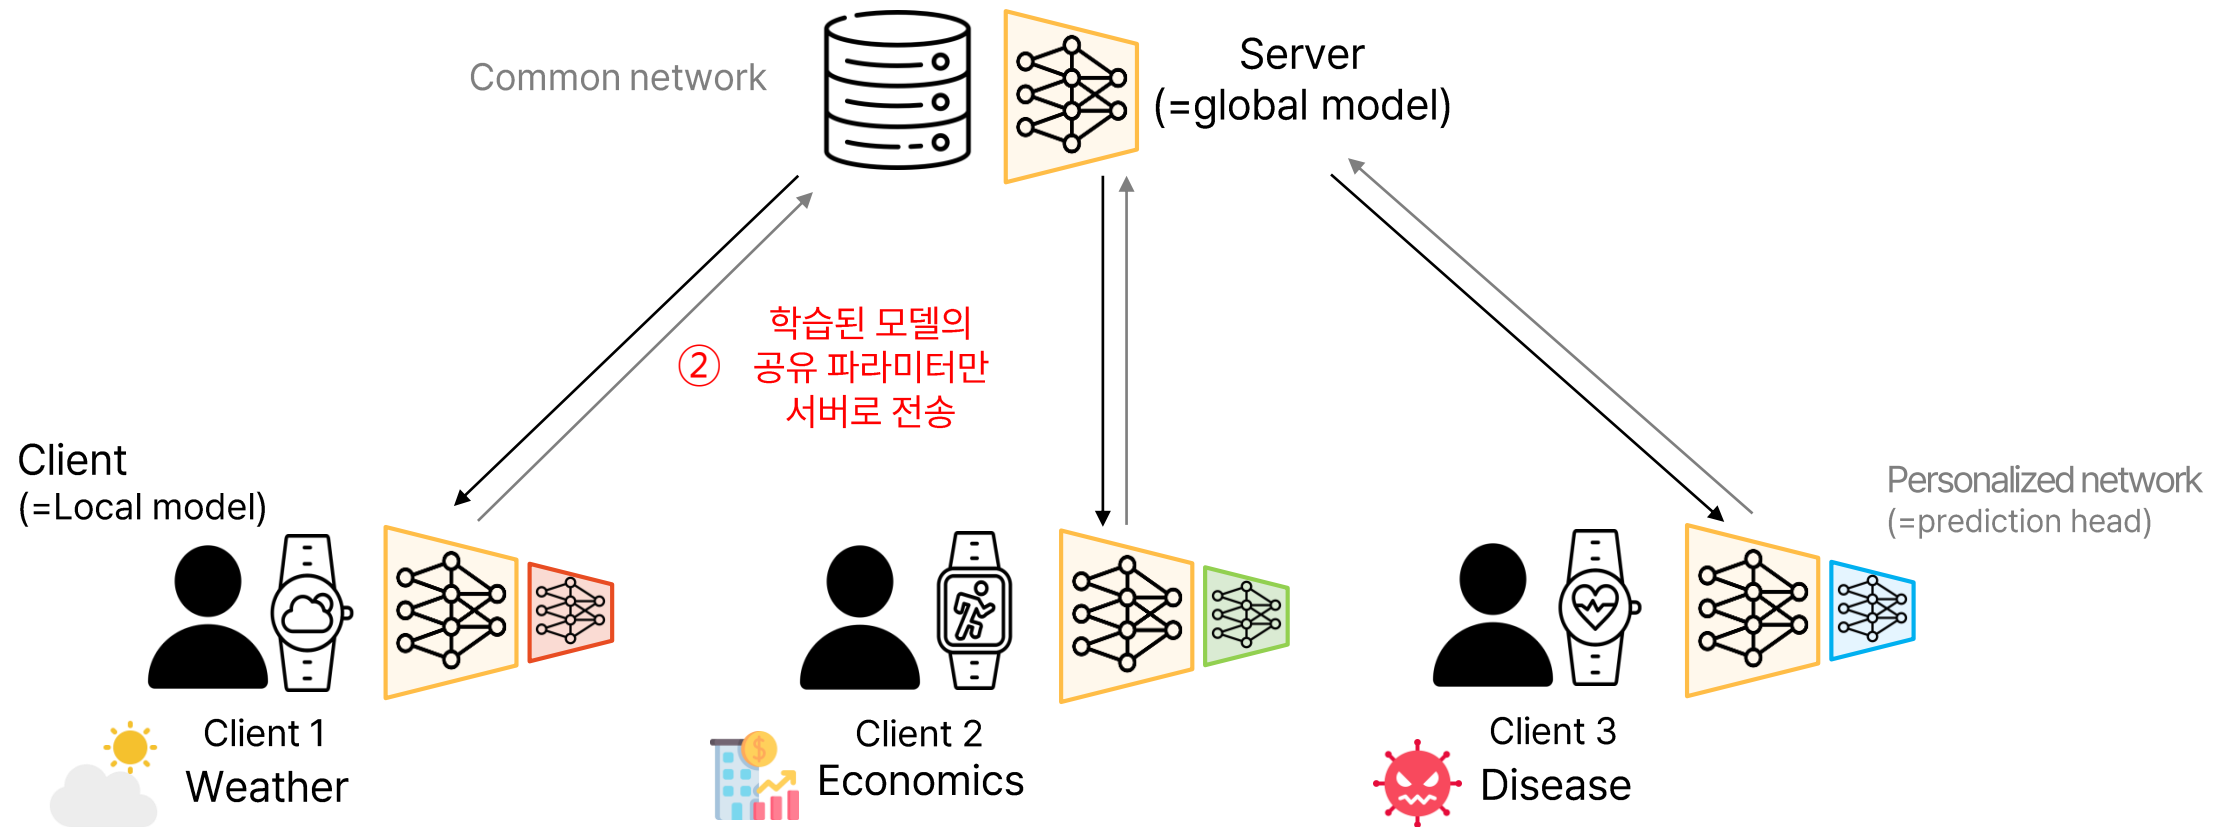 Common network
Server
(=global model)
②
학습된 모델의
공유 파라미터만
서버로 전송
Client
(=Local model)
Personalized network
(=prediction head)
Client 1
Weather
Client 2
Economics
Client 3
Disease